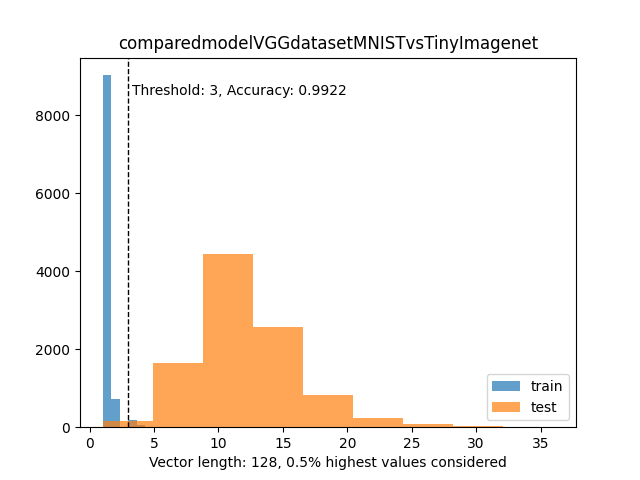 comparedmodelVGGdatasetMNISTvsTinyImagenet
Threshold: 3, Accuracy: 0.9922
8000
6000
4000
2000
0
train
test
0 5 10 15 20 25 30 35
Vector length: 128, 0.5% highest values considered